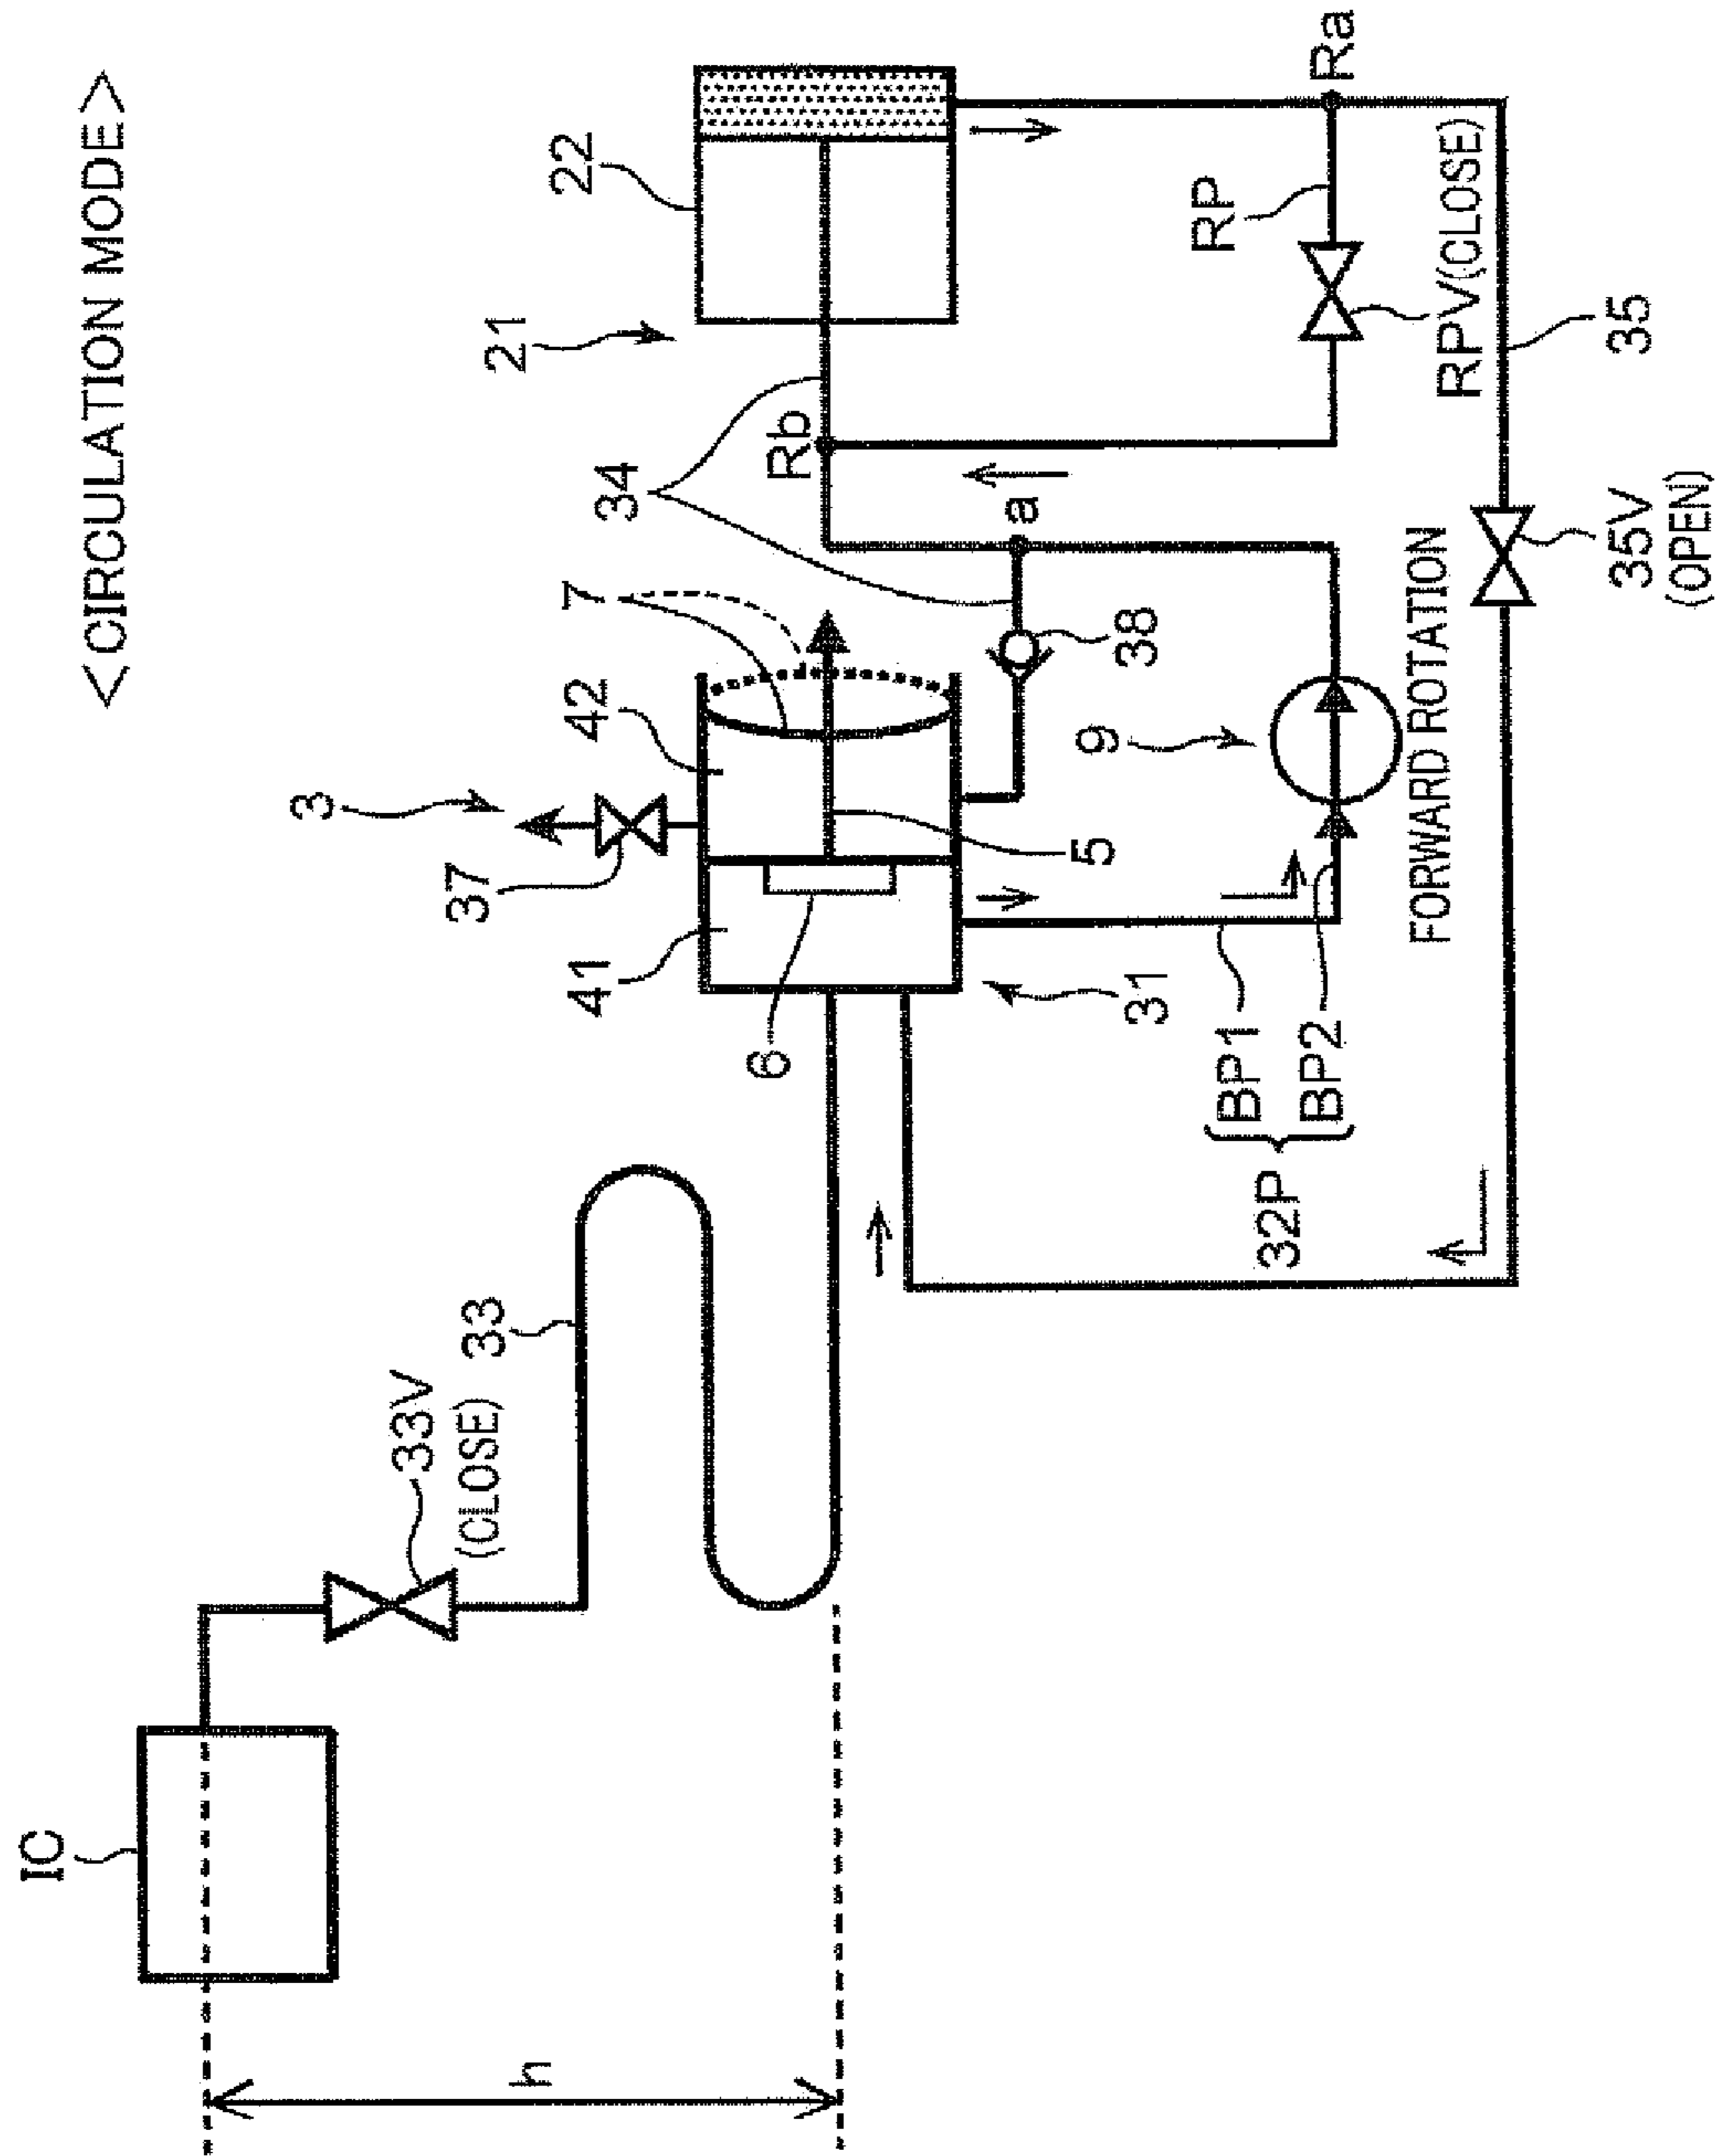 <CIRCULATION MODE>
IC
33V
(CLOSE)
33
h
3
37
41
42
7
6
5
31
34
21
22
Rb
a
38
9
FORWARD ROTATION
BP1
BP2
32P
RP
Ra
RPV(CLOSE)
35
35V
(OPEN)